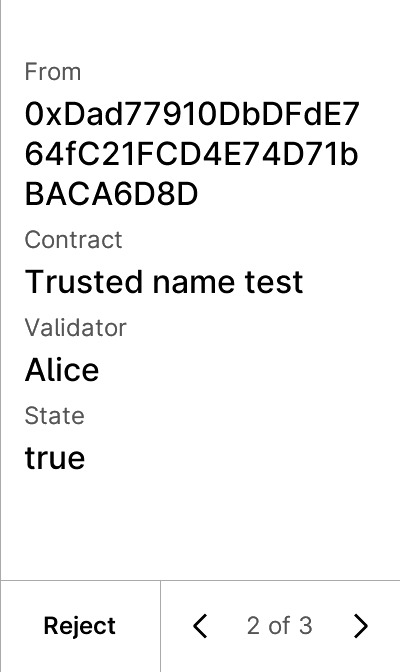 From
0xDad77910DbDFdE7
64fC21FCD4E74D71b
BACA6D8D
Contract
Trusted name test
Validator
Alice
State
true
Reject
2 of 3